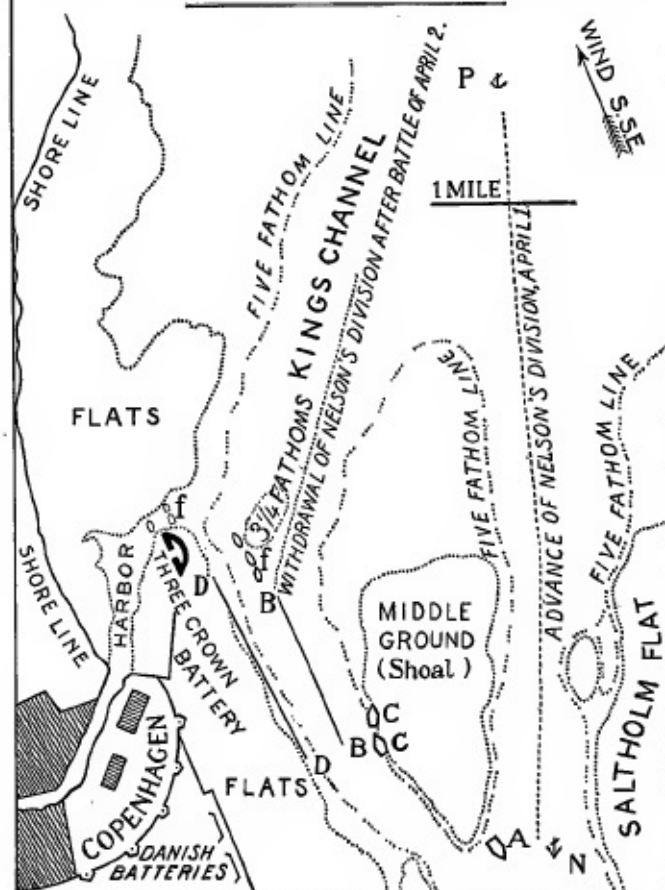 SHORE LINE
FIVE FATHOM LINE
3¼ FATHOMS KINGS CHANNEL
WITHDRAWAL OF NELSON'S DIVISION AFTER BATTLE OF APRIL 2.
P
WIND S.SE
1 MILE
ADVANCE OF NELSON'S DIVISION, APRIL 1
FIVE FATHOM LINE
FIVE FATHOM LINE
FLATS
f
f
B
D
THREE CROWN
BATTERY
HARBOR
SHORE LINE
MIDDLE
GROUND
(Shoal)
C
C
B
D
FLATS
SALTHOLM FLAT
COPENHAGEN
DANISH
BATTERIES
A
N